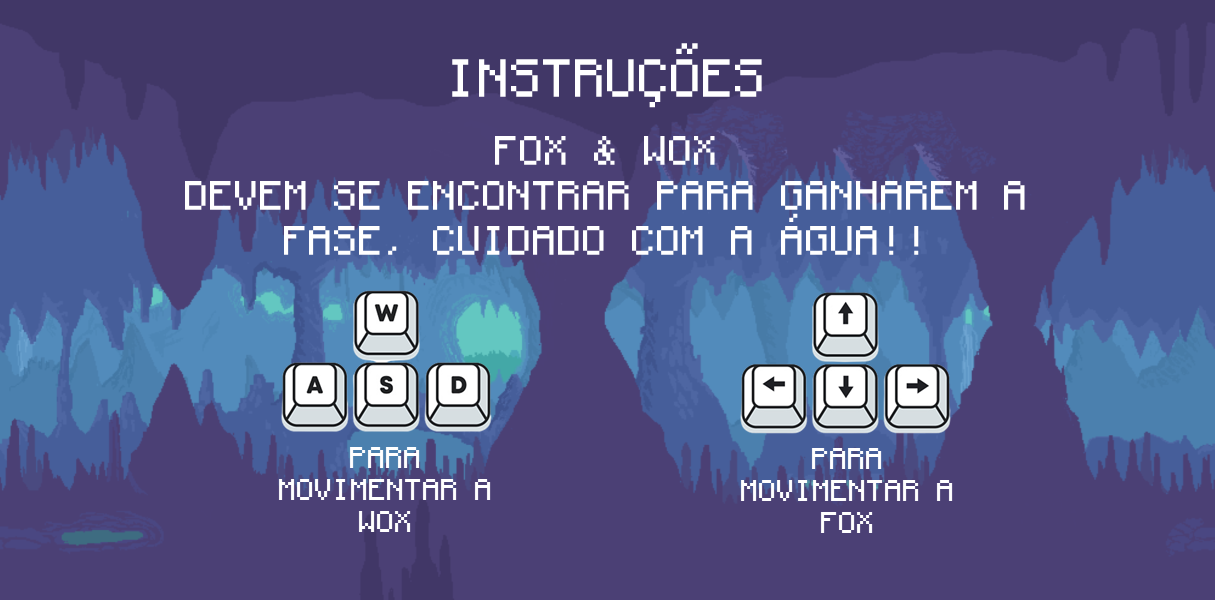 INSTRUÇÕES
FOX & WOX
DEVEM SE ENCONTRAR PARA GANHAREM A
FASE, CUIDADO COM A ÁGUA!!
W
A S D
↑
← ↓ →
PARA
MOVIMENTAR A
WOX
PARA
MOVIMENTAR A
FOX